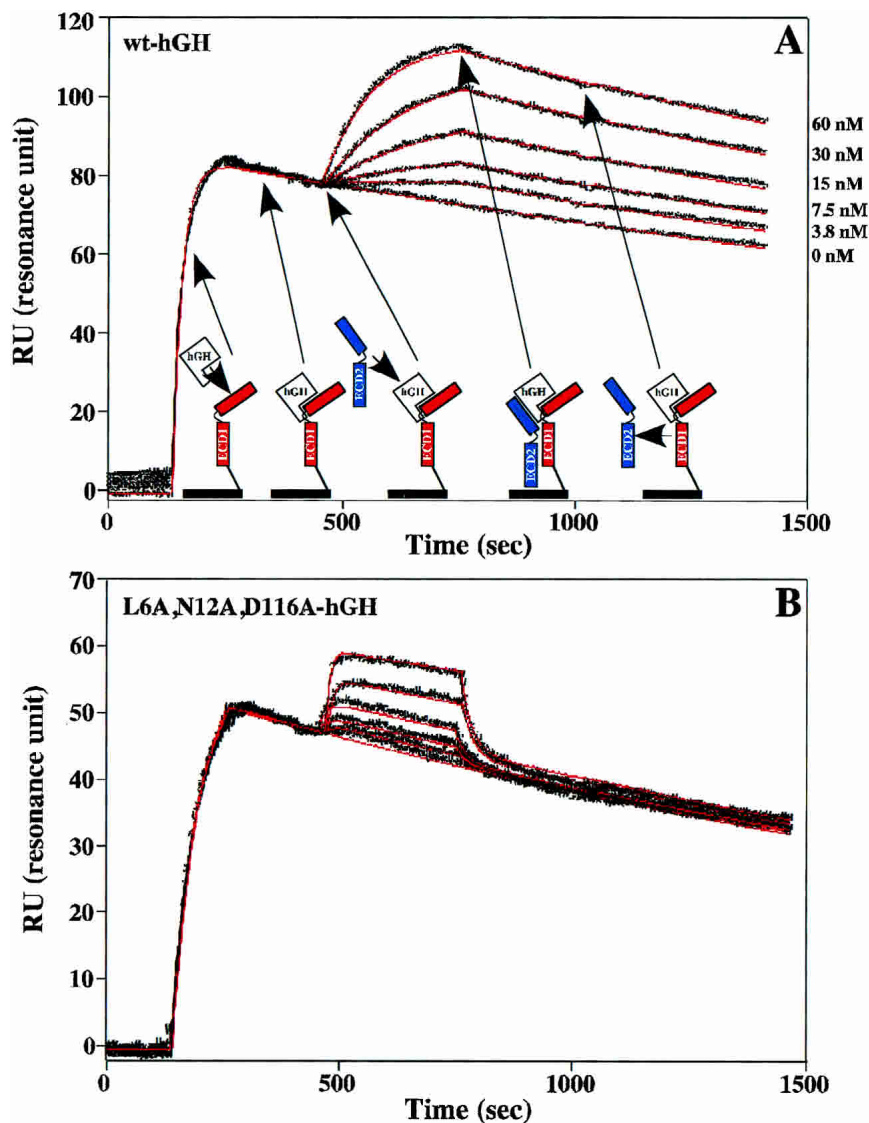 A
wt-hGH
120
100
80
60
40
20
0
RU (resonance unit)
60 nM
30 nM
15 nM
7.5 nM
3.8 nM
0 nM
hGH
ECD1
hGH
ECD1
ECD2
hGH
ECD1
hGH
ECD2
ECD1
ECD2
hGH
ECD1
0 500 1000 1500
Time (sec)
B
L6A,N12A,D116A-hGH
70
60
50
40
30
20
10
0
RU (resonance unit)
0 500 1000 1500
Time (sec)